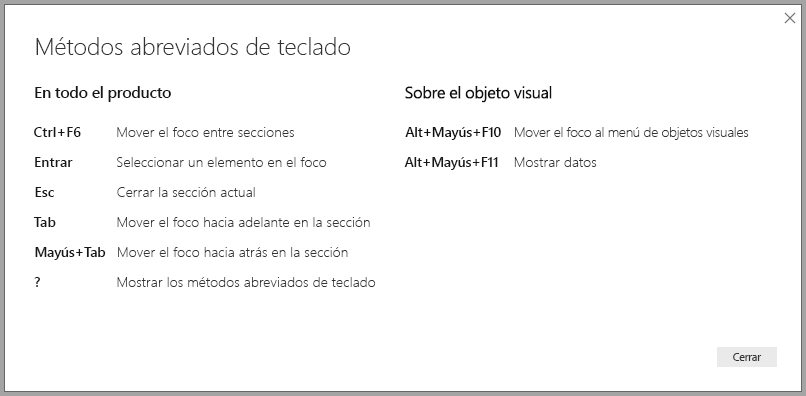 Métodos abreviados de teclado
En todo el producto
Ctrl+F6 Mover el foco entre secciones
Entrar Seleccionar un elemento en el foco
Esc Cerrar la sección actual
Tab Mover el foco hacia adelante en la sección
Mayús+Tab Mover el foco hacia atrás en la sección
? Mostrar los métodos abreviados de teclado
Sobre el objeto visual
Alt+Mayús+F10 Mover el foco al menú de objetos visuales
Alt+Mayús+F11 Mostrar datos
Cerrar